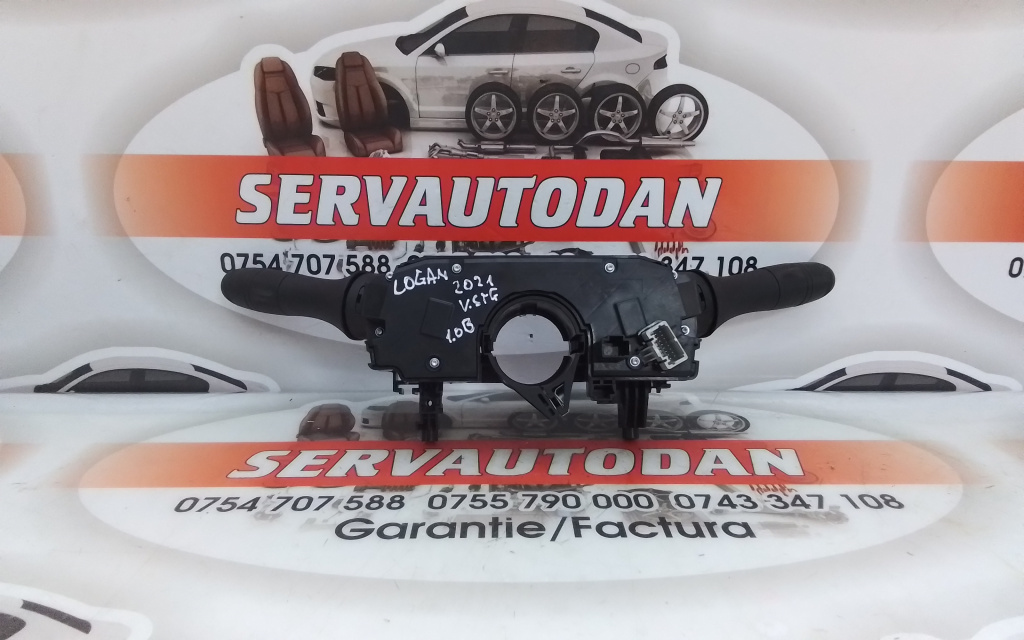 SERVAUTODAN
0754 707 588
347 108
LOGAN
2021
V.STG
1.0B
SERVAUTODAN
0754 707 588 0755 790 000 0743 347 108
Garantie/Factura